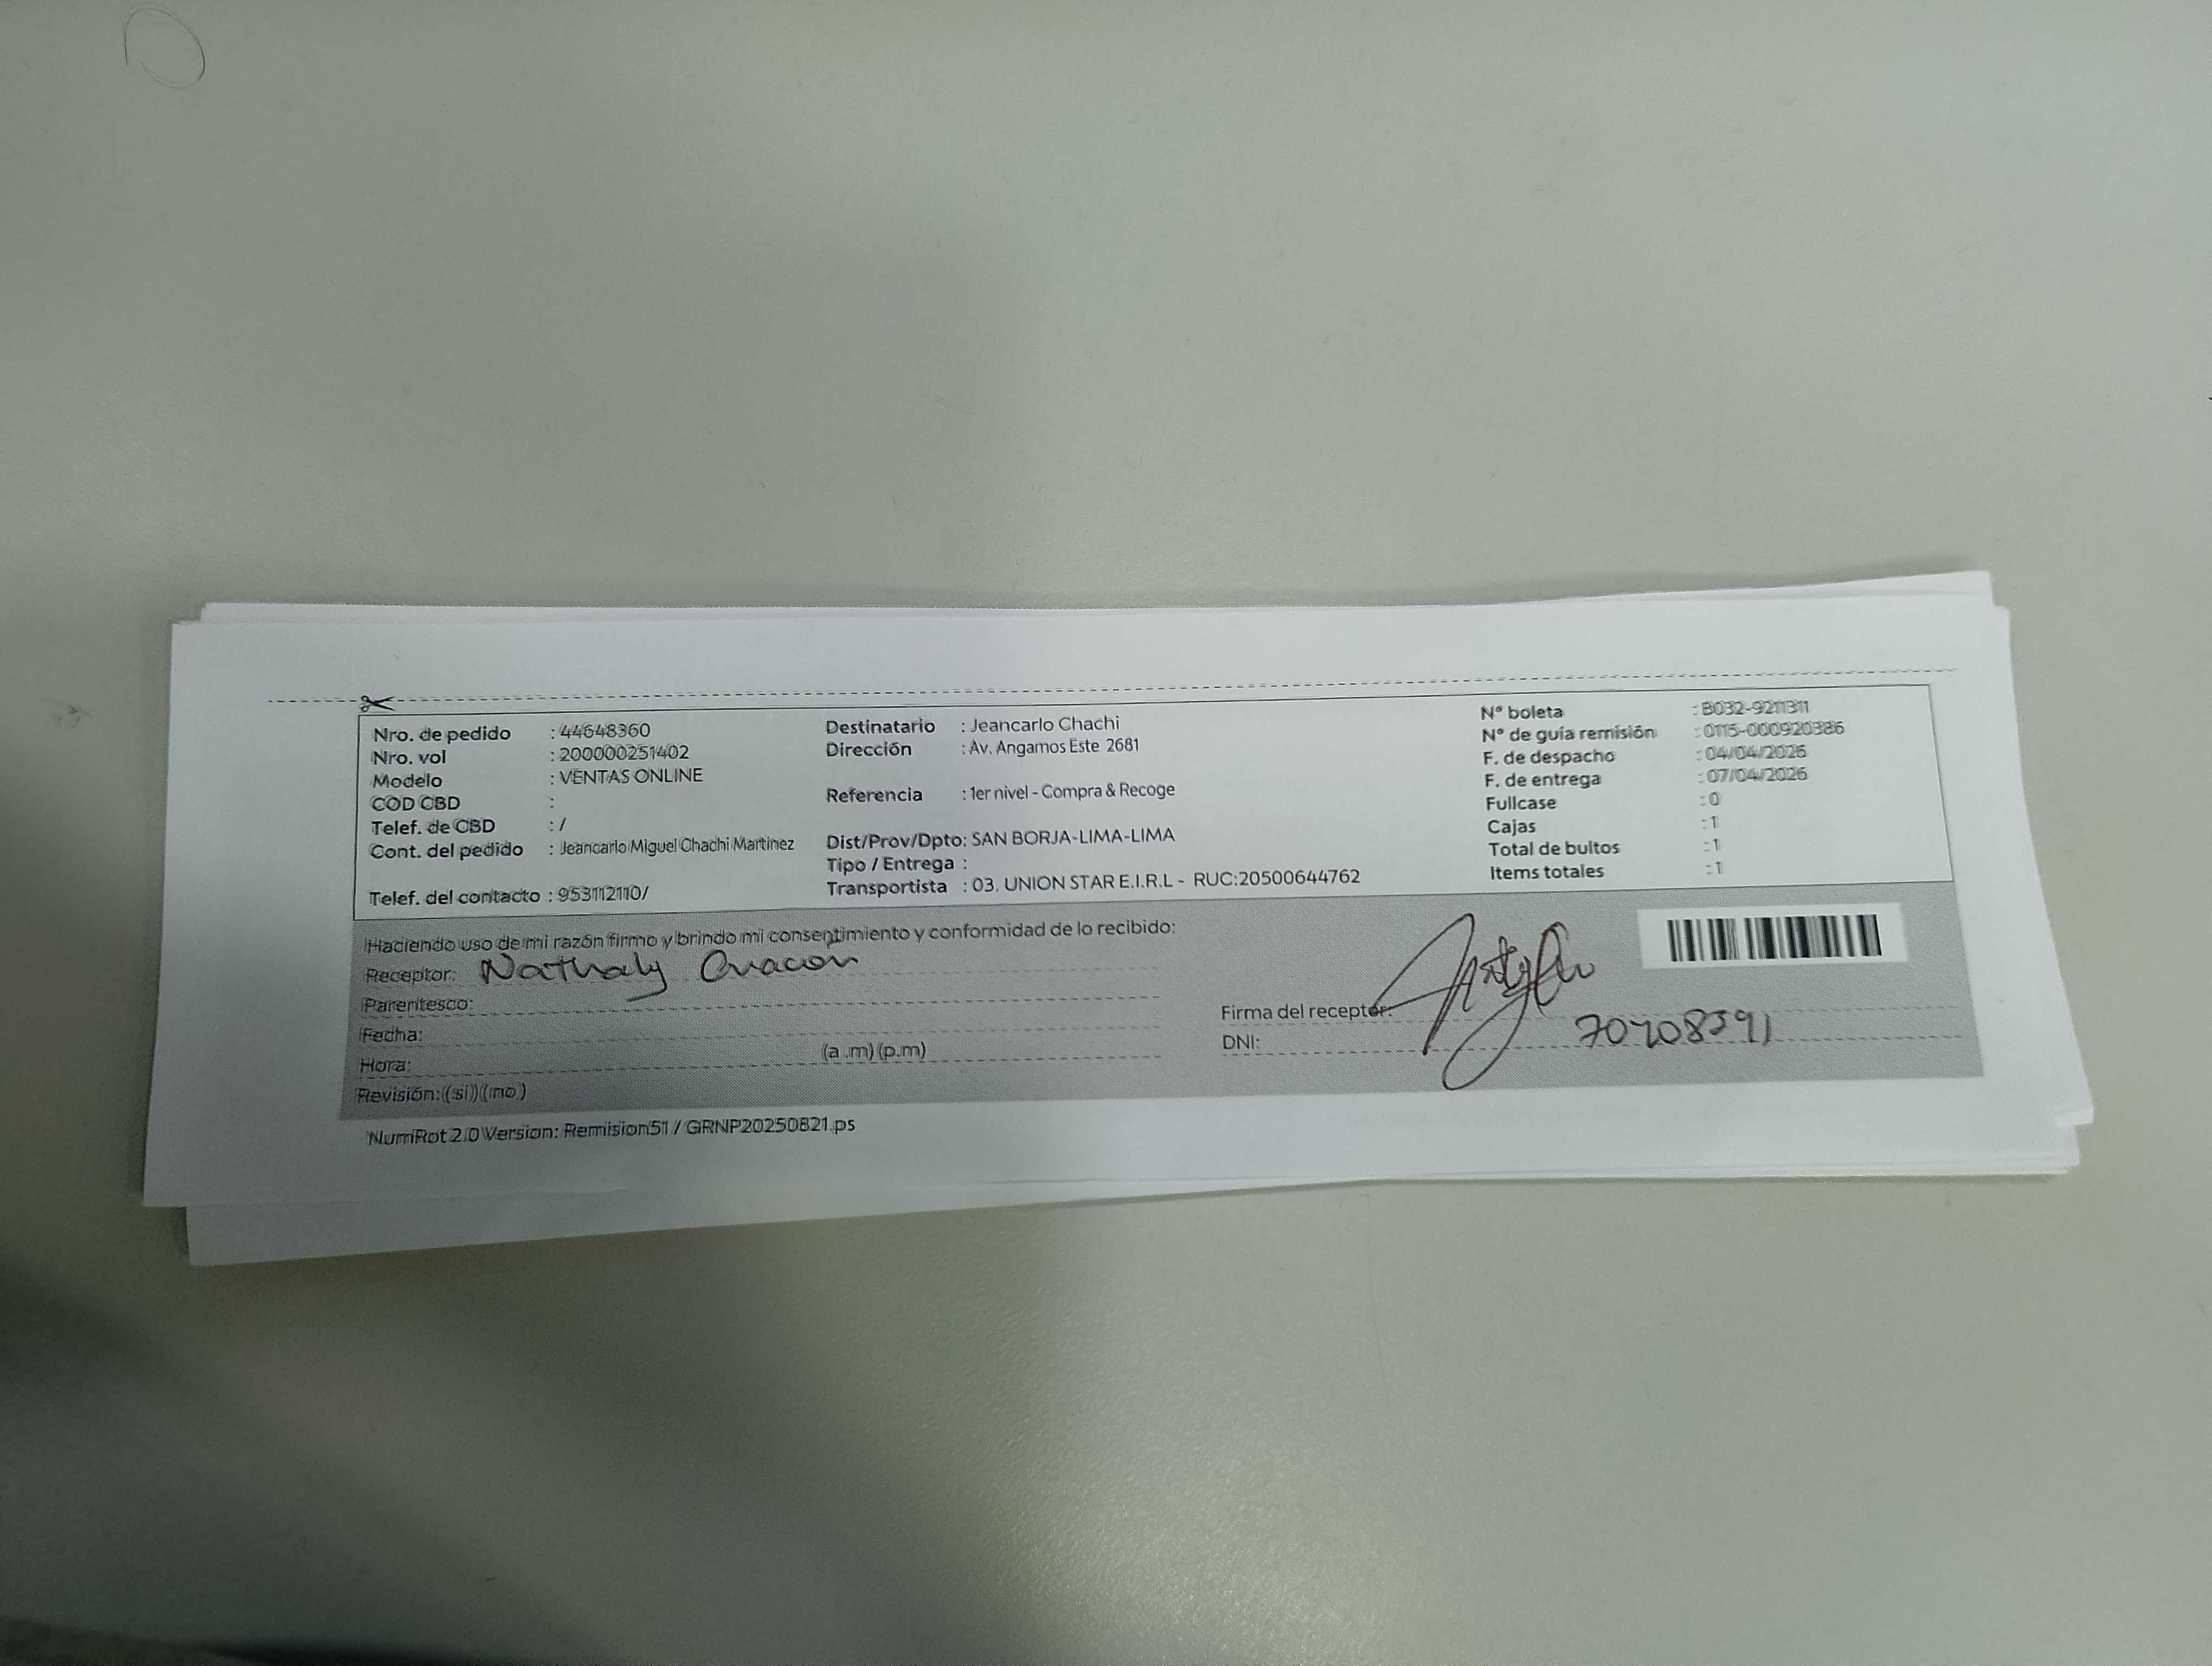 Nro. de pedido : 44648360
Nro. vol : 200000251402
Modelo : VENTAS ONLINE
COD CBD :
Telef. de CBD : /
Cont. del pedido : Jeancarlo Miguel Chachi Martinez
Telef. del contacto : 953112110/
Destinatario : Jeancarlo Chachi
Dirección : Av. Angamos Este 2681
Referencia : 1er nivel - Compra & Recoge
Dist/Prov/Dpto: SAN BORJA-LIMA-LIMA
Tipo / Entrega :
Transportista : 03. UNION STAR E.I.R.L - RUC:20500644762
N° boleta : B032-9211311
N° de guía remisión : 0115-000920386
F. de despacho : 04/04/2026
F. de entrega : 07/04/2026
Fullcase : 0
Cajas : 1
Total de bultos : 1
Items totales : 1
Haciendo uso de mi razón firmo y brindo mi consentimiento y conformidad de lo recibido:
Receptor: Nathaly
Parentesco:
Fecha:
Hora: (a .m) (p.m)
Revisión: (si) (no )
Firma del receptor:
DNI:
NumRot 2.0 Version: Remision51 / GRNP20250821.ps